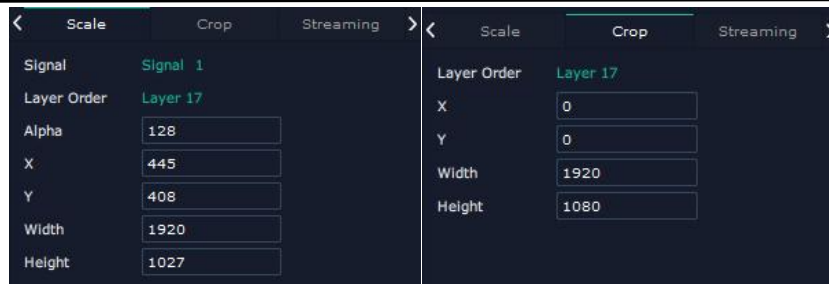 Scale Crop Streaming
Signal Signal 1
Layer Order Layer 17
Alpha 128
X 445
Y 408
Width 1920
Height 1027
Scale Crop Streaming
Layer Order Layer 17
X 0
Y 0
Width 1920
Height 1080